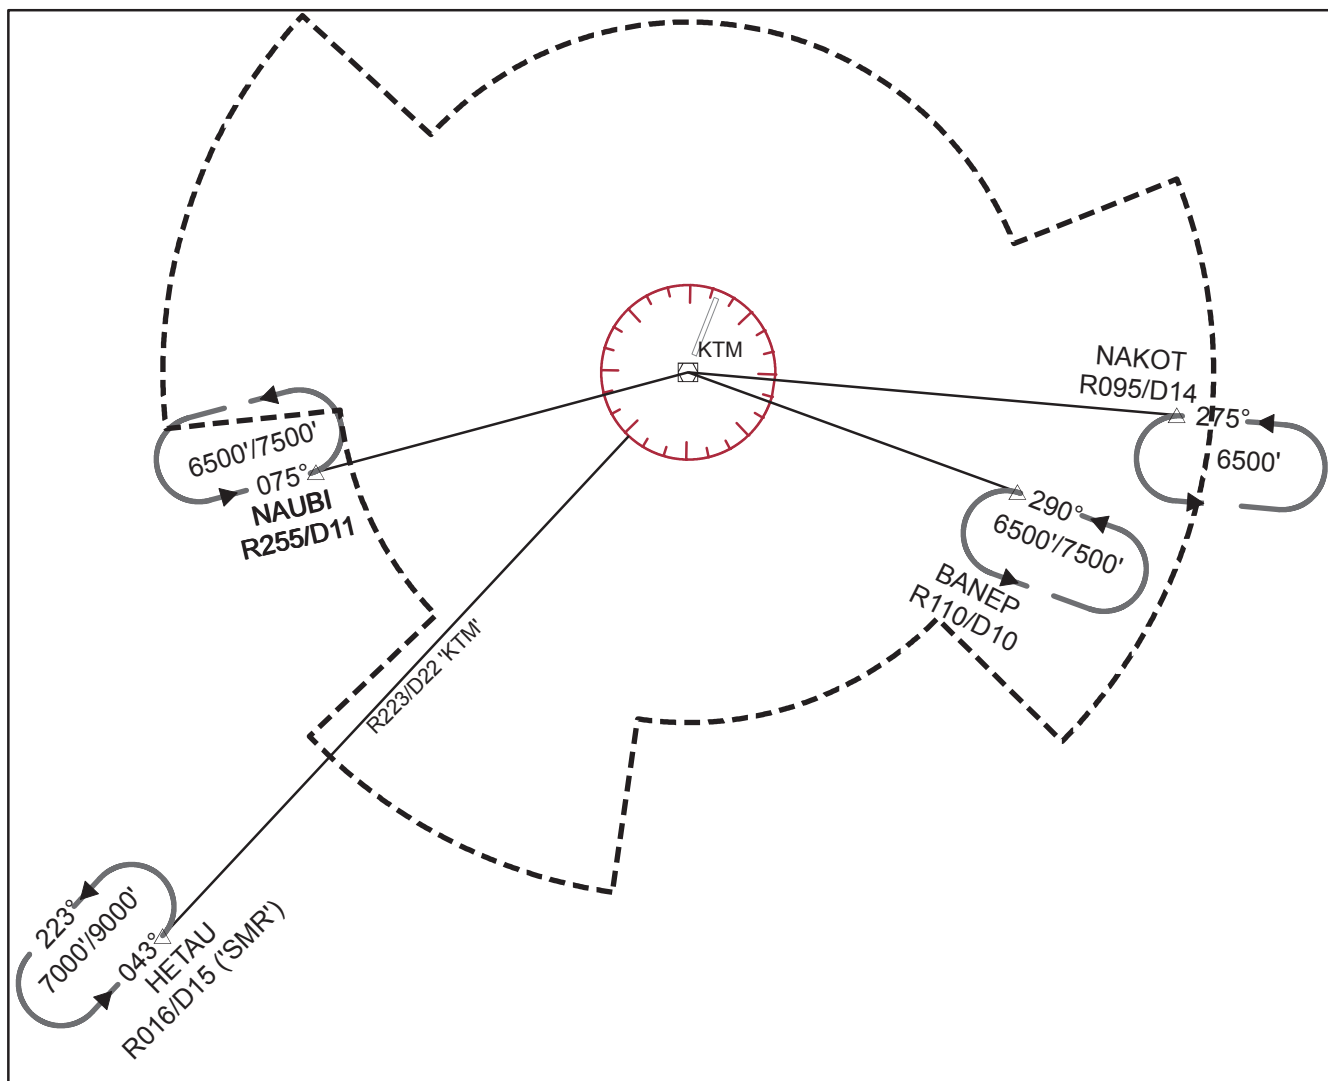 KTM
NAKOT
R095/D14
275°
6500'
6500'/7500'
075°
NAUBI
R255/D11
290°
6500'/7500'
BANEP
R110/D10
R223/D22 'KTM'
223°
7000'/9000'
043°
HETAU
R016/D15 ('SMR')